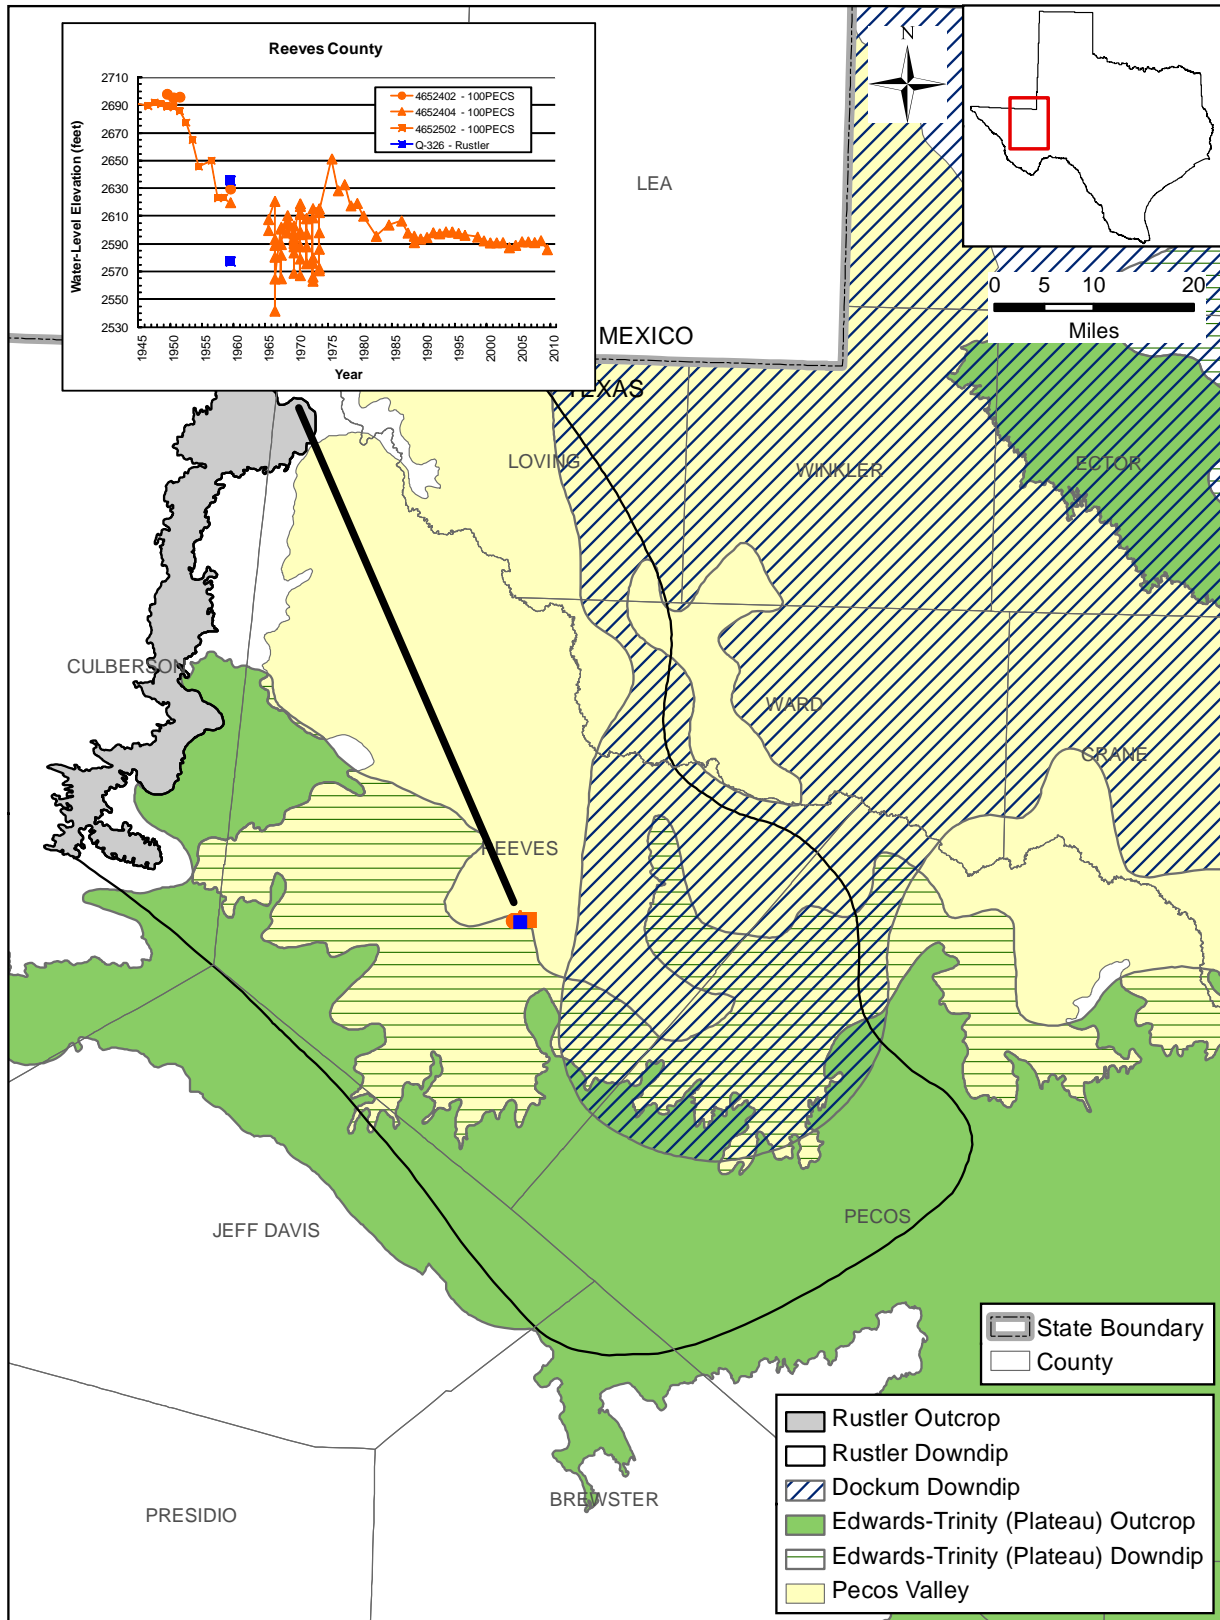 Reeves County
Water-Level Elevation (feet)
2710
2690
2670
2650
2630
2610
2590
2570
2550
2530
1945
1950
1955
1960
1965
1970
1975
1980
1985
1990
1995
2000
2005
2010
Year
4652402 - 100PECS
4652404 - 100PECS
4652502 - 100PECS
Q-326 - Rustler
N
0 5 10 20
Miles
LEA
MEXICO
TEXAS
LOVING
WINKLER
ECTOR
CULBERSON
WARD
CRANE
REEVES
JEFF DAVIS
PECOS
PRESIDIO
BREWSTER
State Boundary
County
Rustler Outcrop
Rustler Downdip
Dockum Downdip
Edwards-Trinity (Plateau) Outcrop
Edwards-Trinity (Plateau) Downdip
Pecos Valley